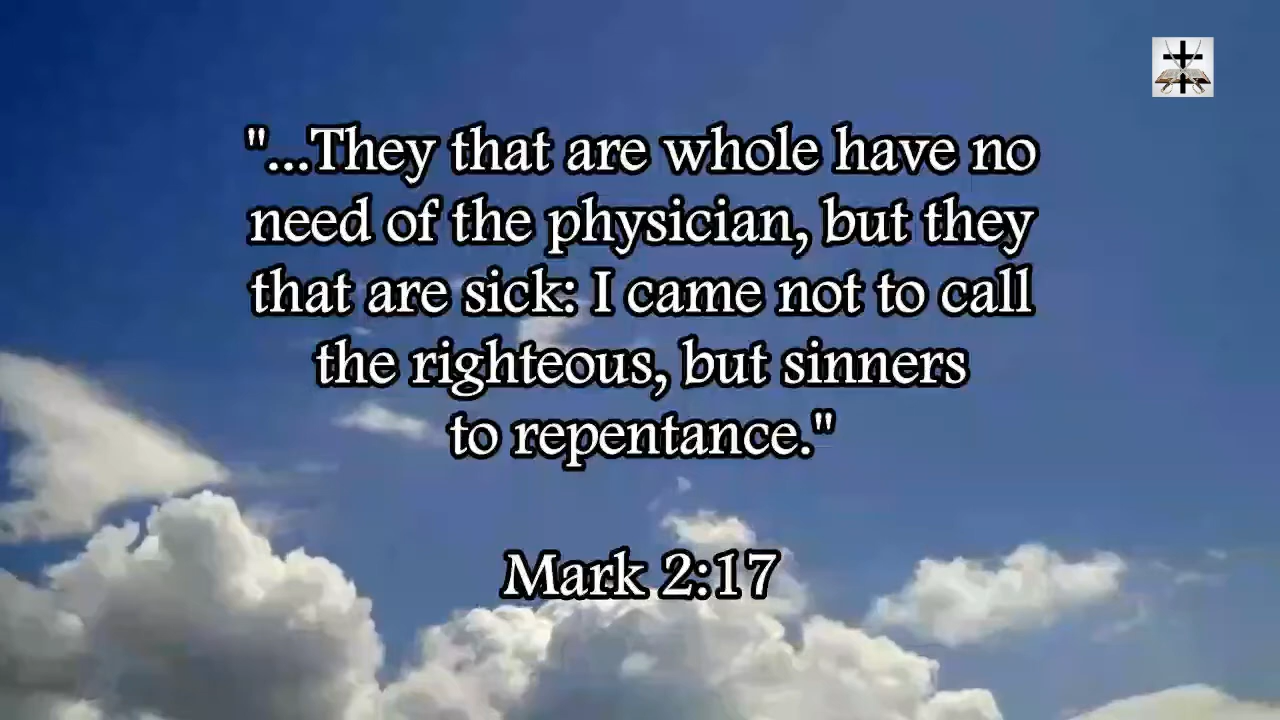 "...They that are whole have no
need of the physician, but they
that are sick: I came not to call
the righteous, but sinners
to repentance."
Mark 2:17